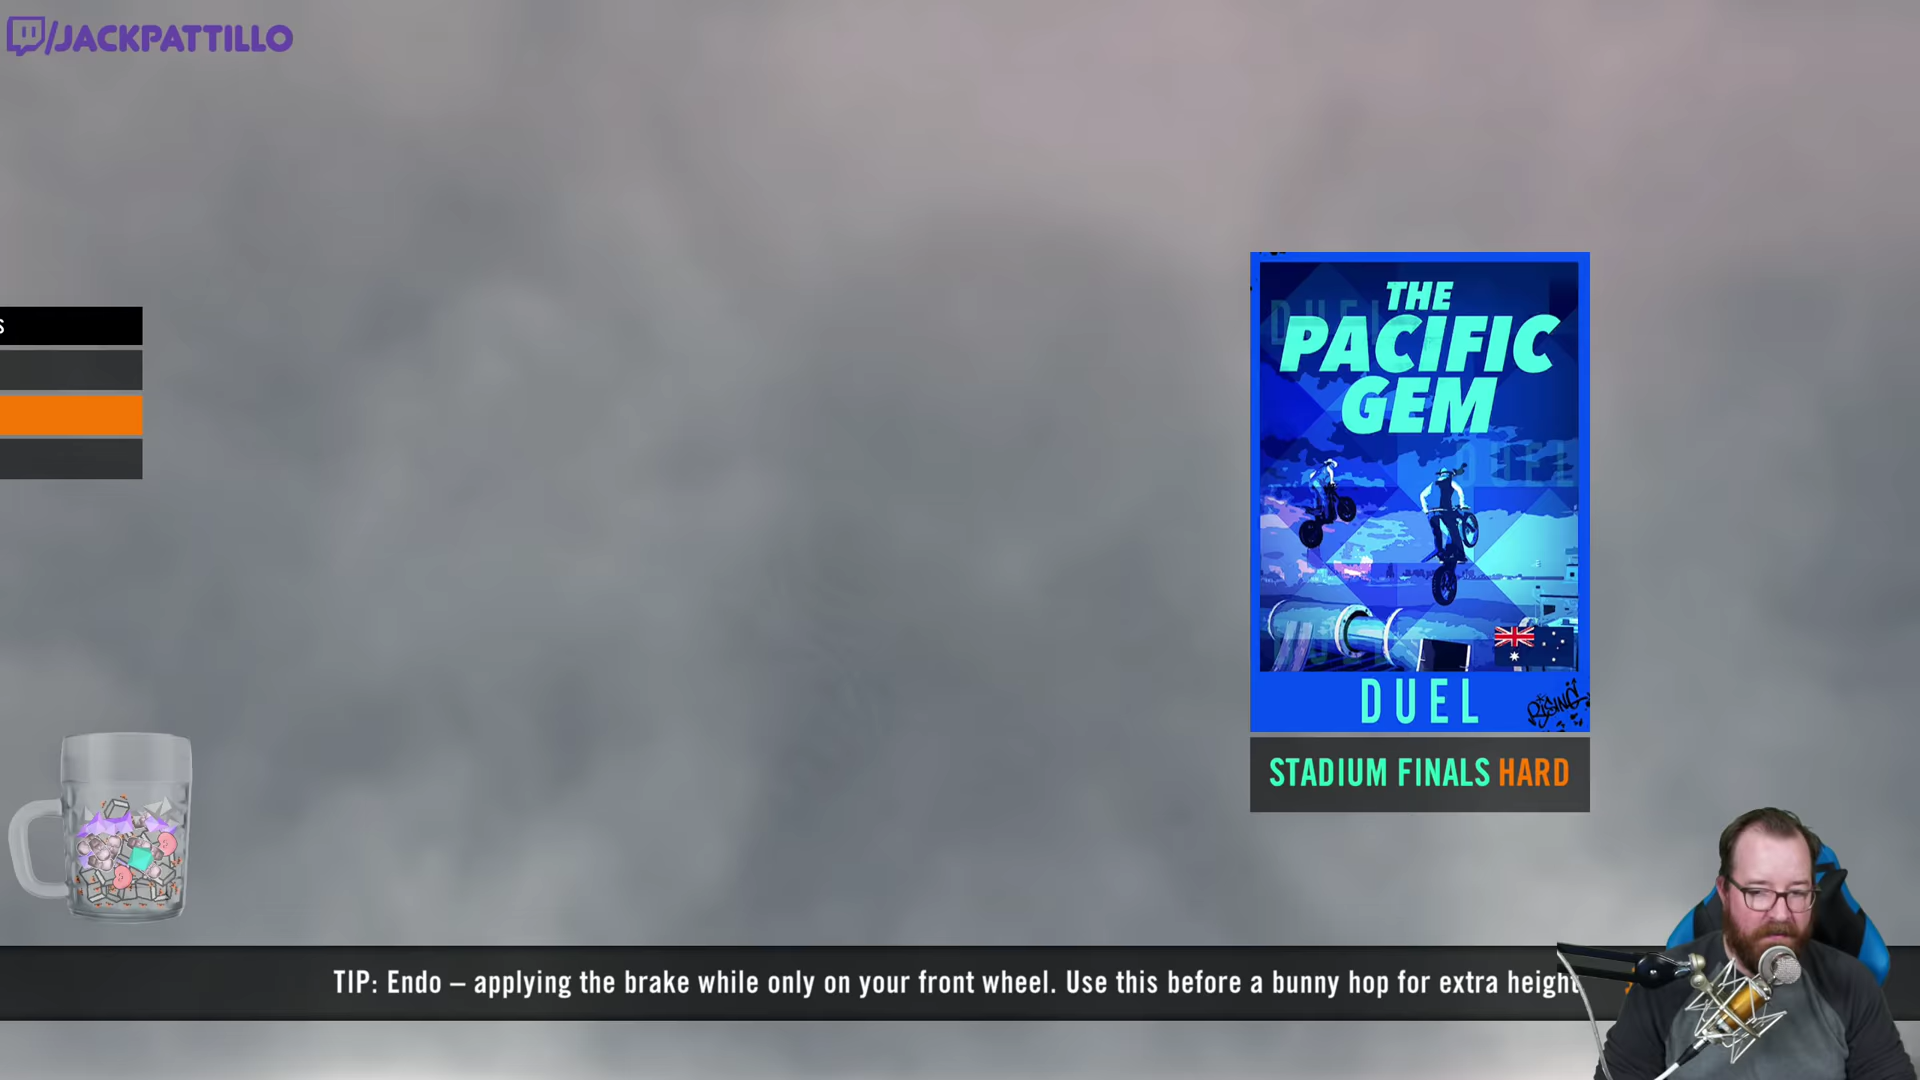 /JACKPATTILLO
S
THE
PACIFIC
GEM
DUEL
RISING
STADIUM FINALS HARD
TIP: Endo – applying the brake while only on your front wheel. Use this before a bunny hop for extra height